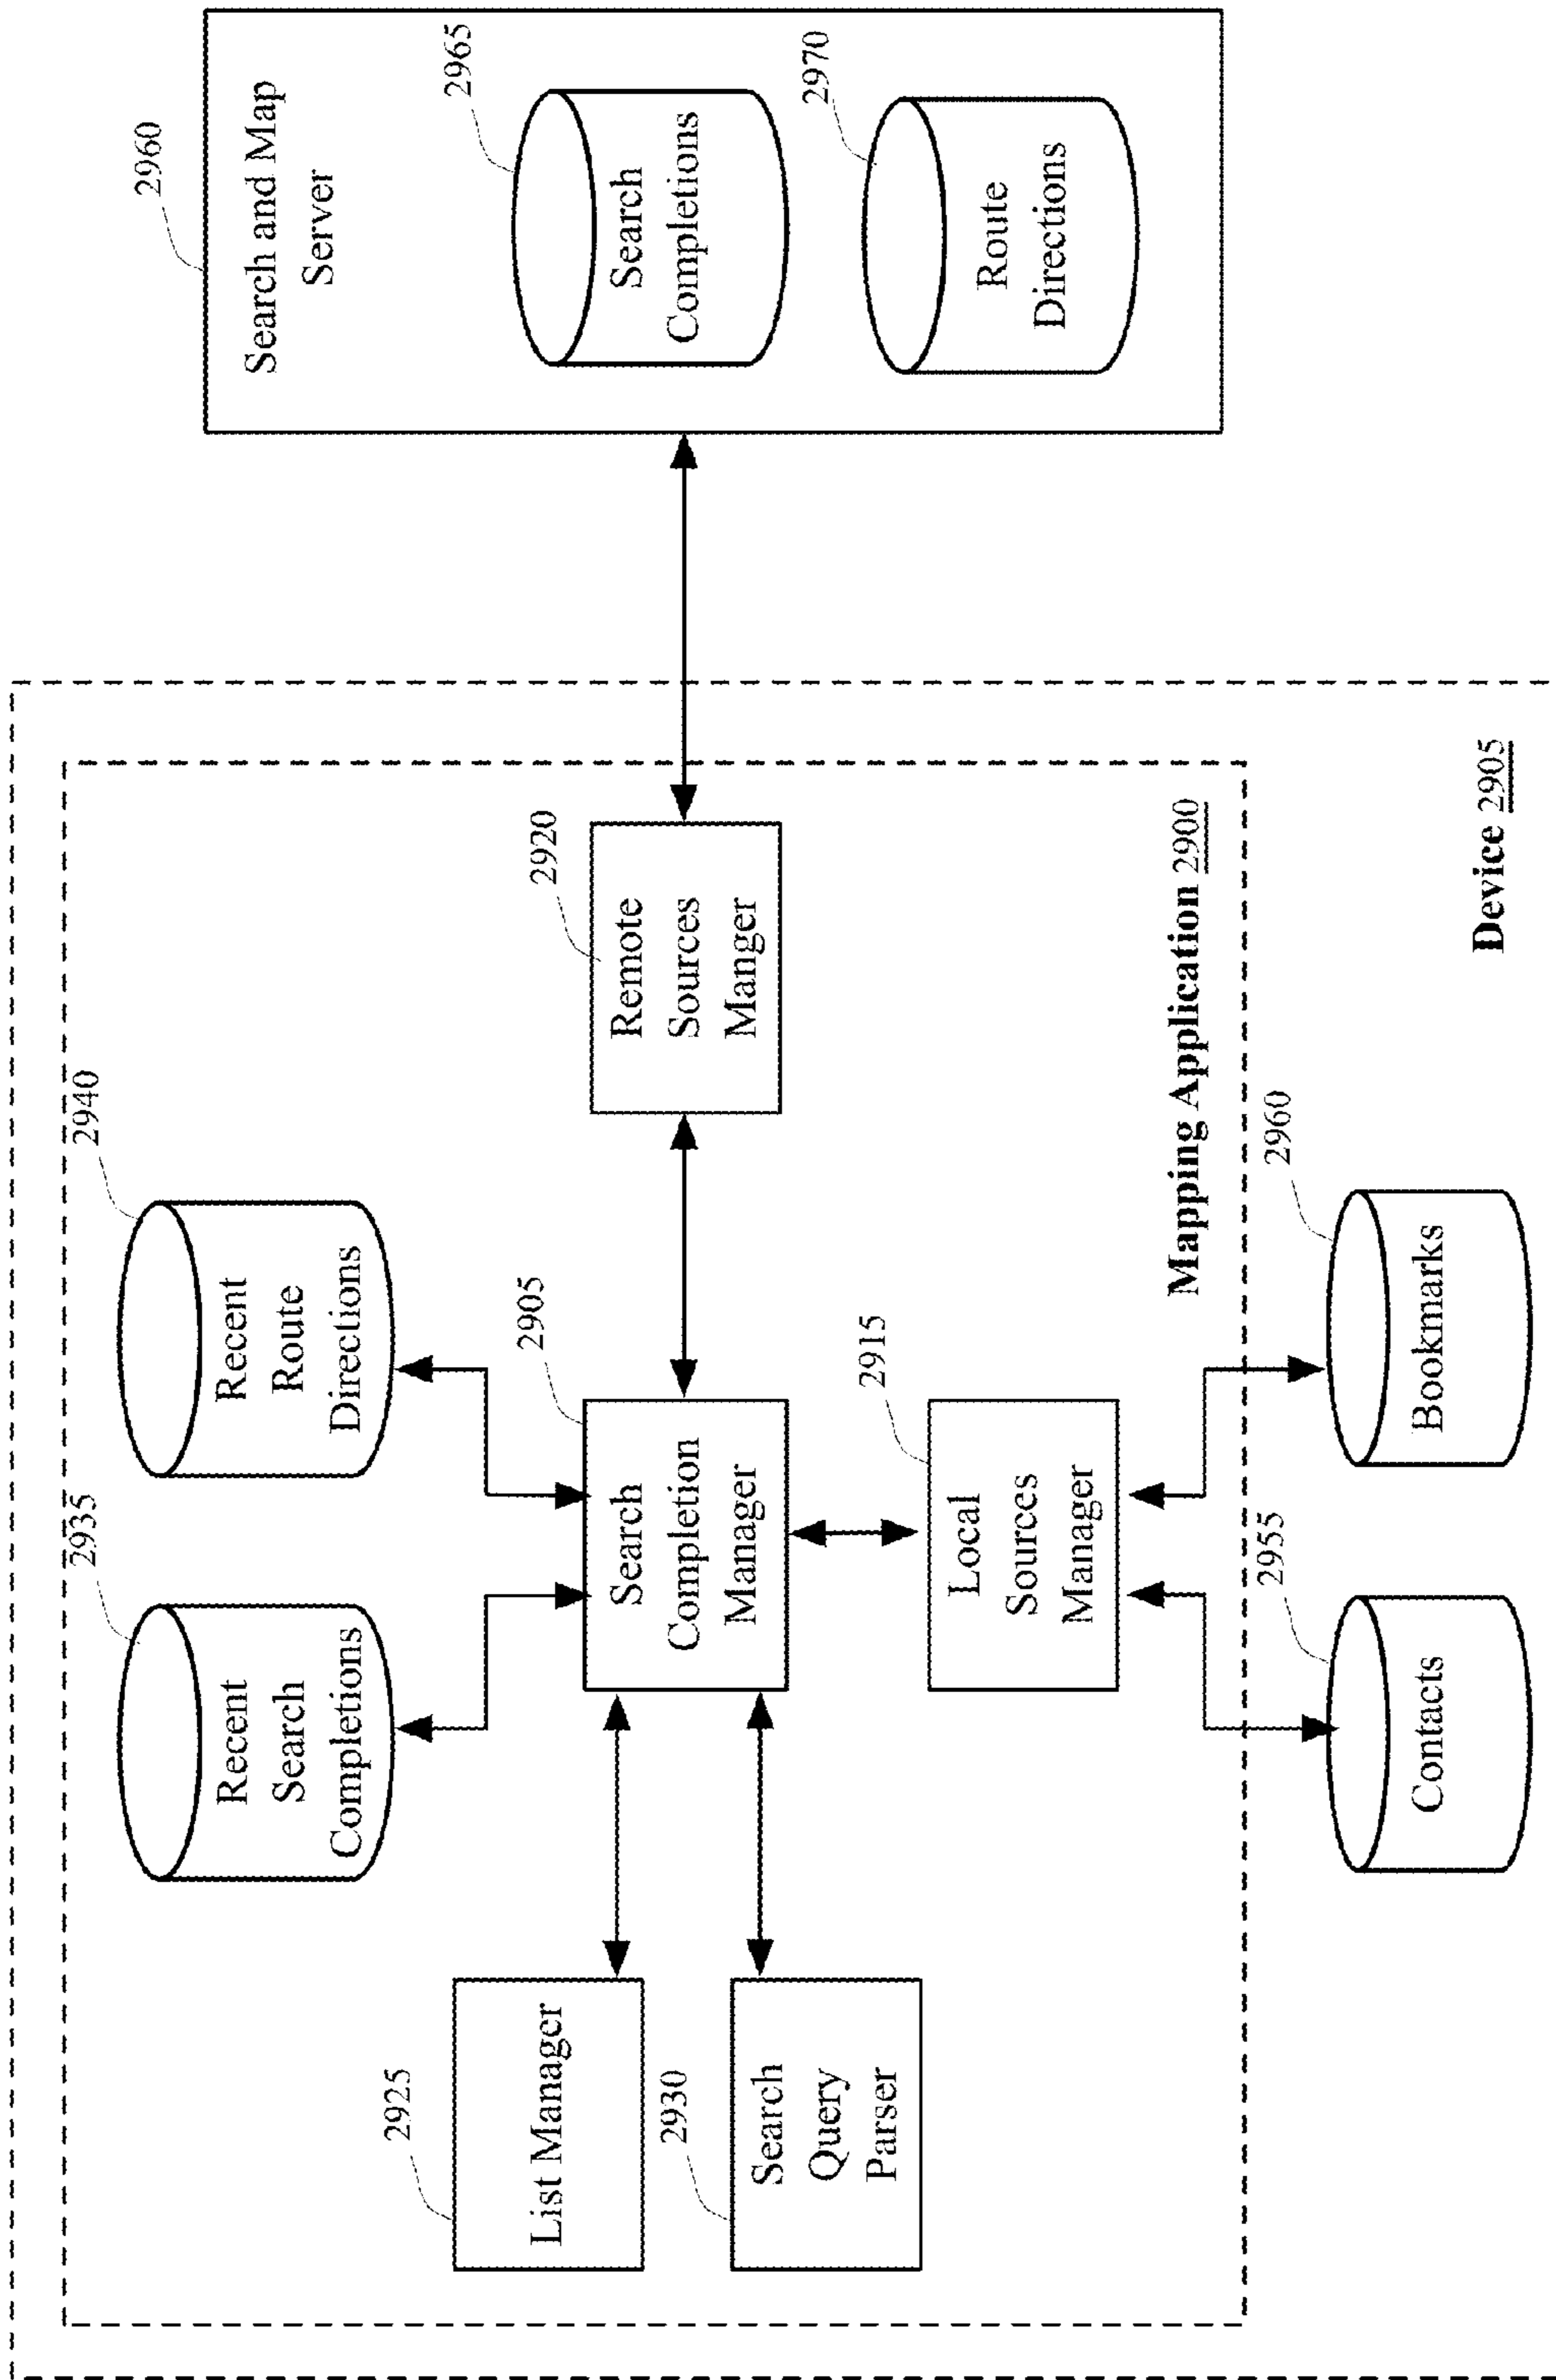 2935
2940
Recent
Search
Completions
Recent
Route
Directions
2960
Search and Map
Server
2925
List Manager
2905
Search
Completion
Manager
2920
Remote
Sources
Manger
2965
Search
Completions
2930
Search
Query
Parser
2915
Local
Sources
Manager
2970
Route
Directions
Mapping Application 2900
2955
Contacts
2960
Bookmarks
Device 2905